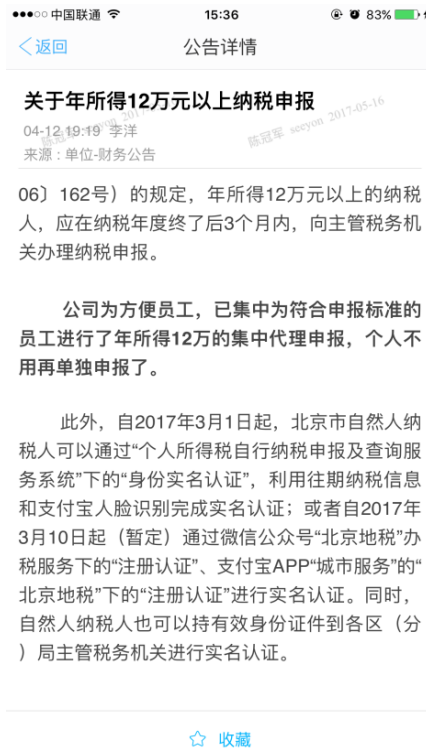 中国联通 15:36 83%
返回 公告详情
关于年所得12万元以上纳税申报
04-12 19:19 李洋
来源：单位-财务公告
陈冠军 seeyon 2017-05-16
06〕162号）的规定，年所得12万元以上的纳税
人，应在纳税年度终了后3个月内，向主管税务机
关办理纳税申报。
公司为方便员工，已集中为符合申报标准的
员工进行了年所得12万的集中代理申报，个人不
用再单独申报了。
此外，自2017年3月1日起，北京市自然人纳
税人可以通过“个人所得税自行纳税申报及查询服
务系统”下的“身份实名认证”，利用往期纳税信息
和支付宝人脸识别完成实名认证；或者自2017年
3月10日起（暂定）通过微信公众号“北京地税”办
税服务下的“注册认证”、支付宝APP“城市服务”的“
北京地税”下的“注册认证”进行实名认证。同时，
自然人纳税人也可以持有效身份证件到各区（分
）局主管税务机关进行实名认证。
收藏